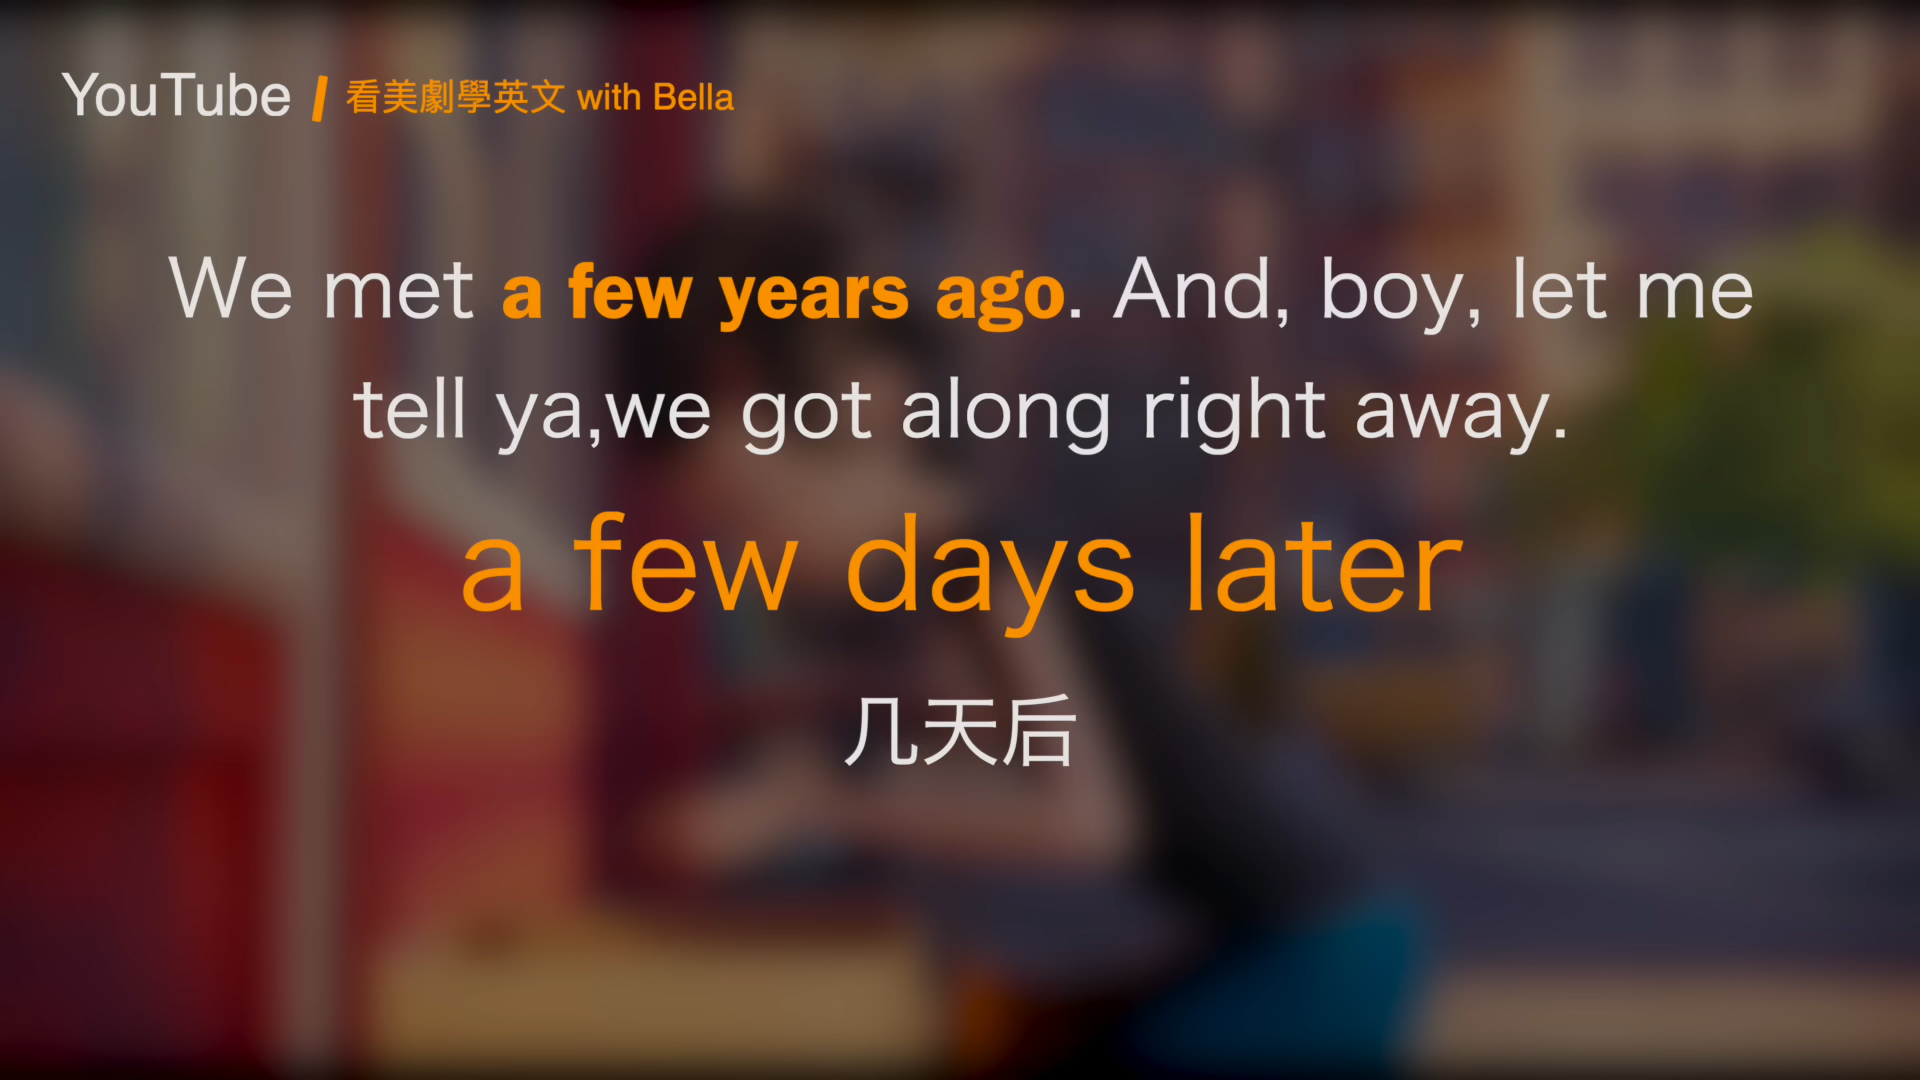 YouTube / 看美劇學英文 with Bella
We met a few years ago. And, boy, let me
tell ya,we got along right away.
a few days later
几天后